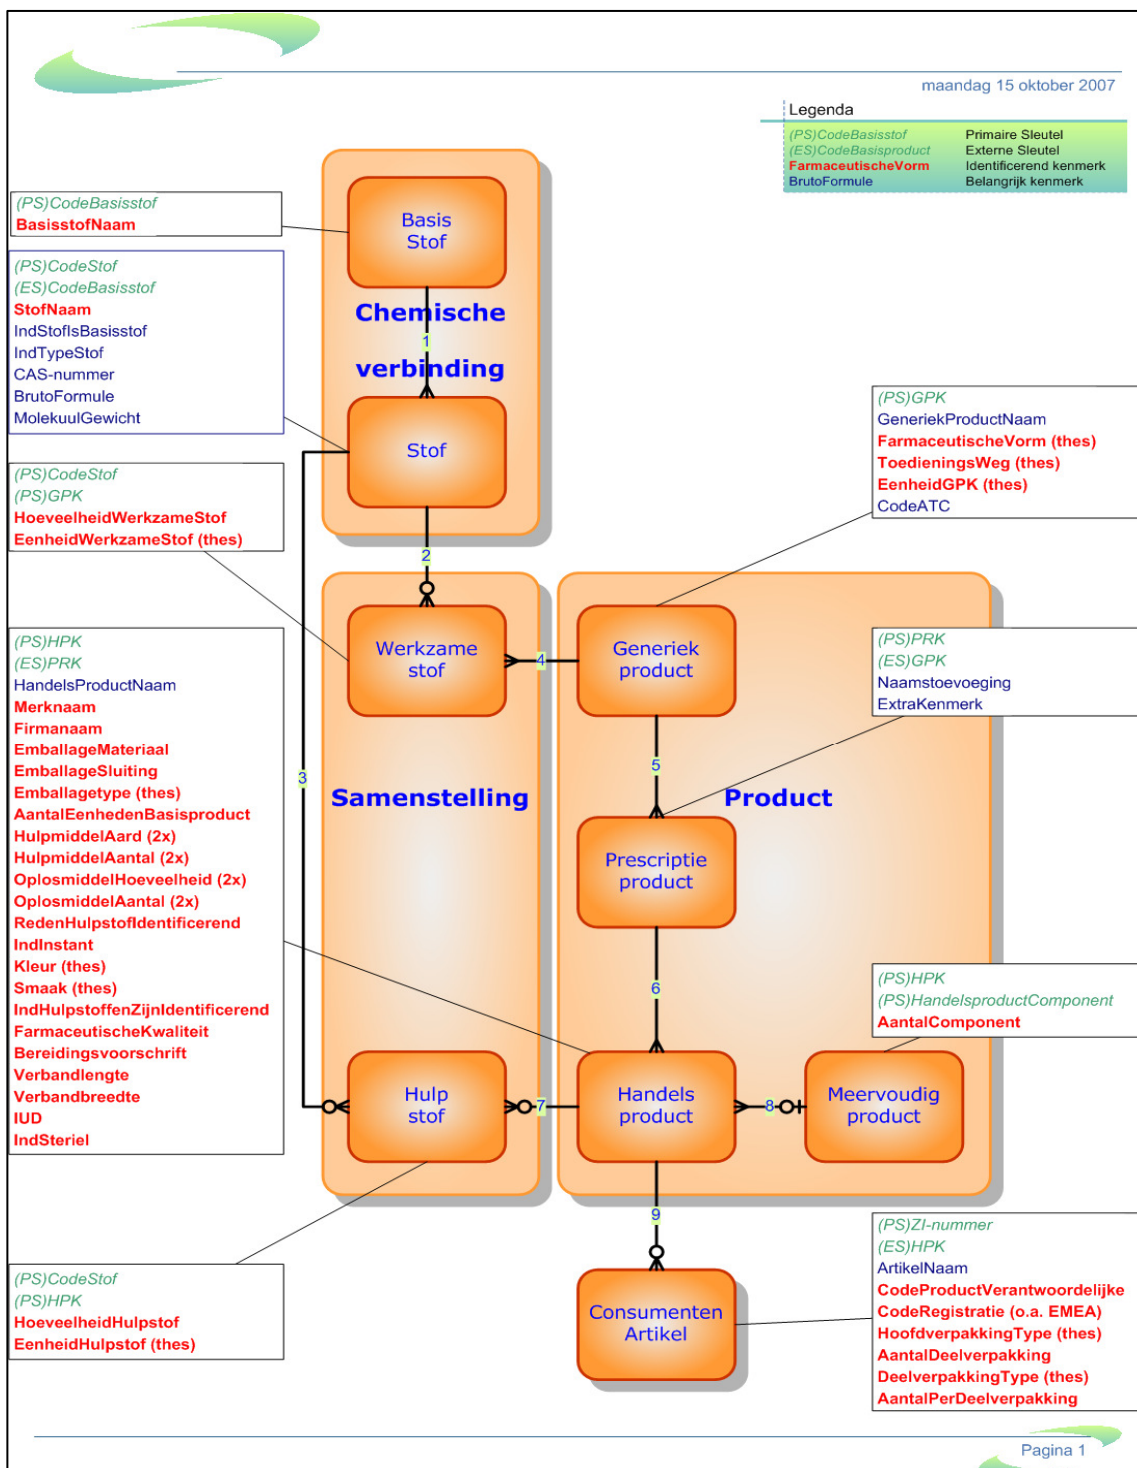 maandag 15 oktober 2007
Legenda
(PS)CodeBasisstof Primaire Sleutel
(ES)CodeBasisproduct Externe Sleutel
FarmaceutischeVorm Identificerend kenmerk
BrutoFormule Belangrijk kenmerk
(PS)CodeBasisstof
BasisstofNaam
Basis
Stof
(PS)CodeStof
(ES)CodeBasisstof
StofNaam
IndStofIsBasisstof
IndTypeStof
CAS-nummer
BrutoFormule
MolekuulGewicht
Chemische
1
verbinding
Stof
(PS)GPK
GeneriekProductNaam
FarmaceutischeVorm (thes)
ToedieningsWeg (thes)
EenheidGPK (thes)
CodeATC
(PS)CodeStof
(PS)GPK
HoeveelheidWerkzameStof
EenheidWerkzameStof (thes)
2
Werkzame
stof
4
Generiek
product
(PS)PRK
(ES)GPK
Naamstoevoeging
ExtraKenmerk
(PS)HPK
(ES)PRK
HandelsProductNaam
Merknaam
Firmanaam
EmballageMateriaal
EmballageSluiting
Emballagetype (thes)
AantalEenhedenBasisproduct
HulpmiddelAard (2x)
HulpmiddelAantal (2x)
OplosmiddelHoeveelheid (2x)
OplosmiddelAantal (2x)
RedenHulpstofIdentificerend
IndInstant
Kleur (thes)
Smaak (thes)
IndHulpstoffenZijnIdentificerend
FarmaceutischeKwaliteit
Bereidingsvoorschrift
Verbandlengte
Verbandbreedte
IUD
IndSteriel
3
5
Samenstelling
Product
Prescriptie
product
6
(PS)HPK
(PS)HandelsproductComponent
AantalComponent
Hulp
stof
7
Handels
product
8
Meervoudig
product
9
(PS)CodeStof
(PS)HPK
HoeveelheidHulpstof
EenheidHulpstof (thes)
Consumenten
Artikel
(PS)ZI-nummer
(ES)HPK
ArtikelNaam
CodeProductVerantwoordelijke
CodeRegistratie (o.a. EMEA)
HoofdverpakkingType (thes)
AantalDeelverpakking
DeelverpakkingType (thes)
AantalPerDeelverpakking
Pagina 1